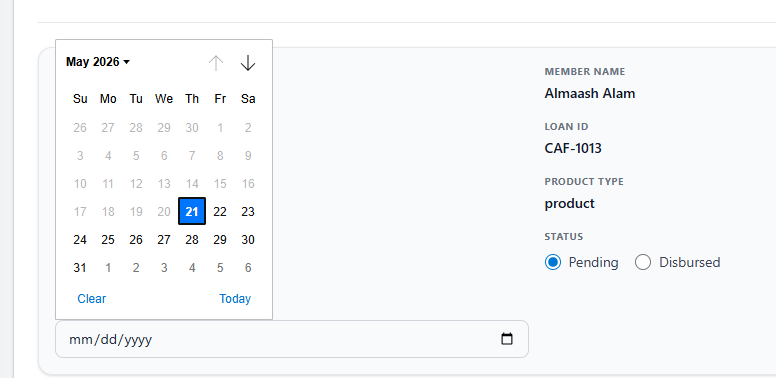 May 2026
Su Mo Tu We Th Fr Sa
26 27 28 29 30 1 2
3 4 5 6 7 8 9
10 11 12 13 14 15 16
17 18 19 20 21 22 23
24 25 26 27 28 29 30
31 1 2 3 4 5 6
Clear Today
mm/dd/yyyy
MEMBER NAME
Almaash Alam
LOAN ID
CAF-1013
PRODUCT TYPE
product
STATUS
Pending Disbursed